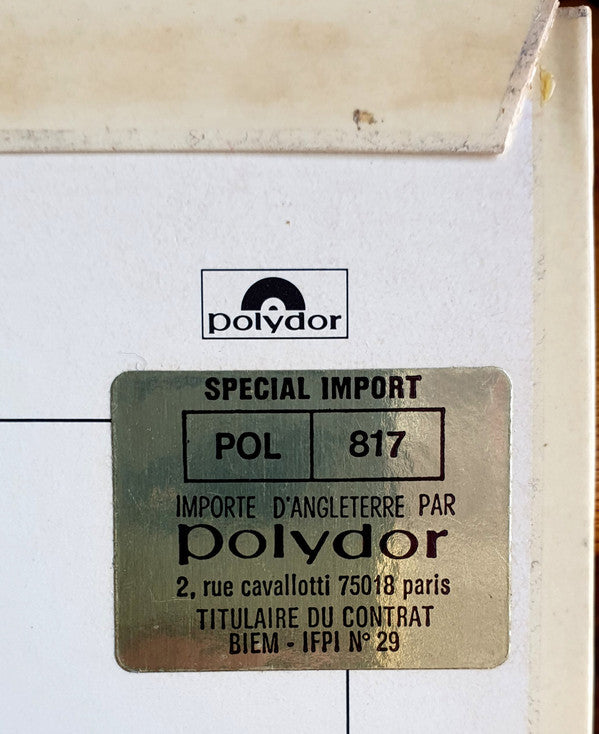 polydor
SPECIAL IMPORT
POL 817
IMPORTE D'ANGLETERRE PAR
polydor
2, rue cavallotti 75018 paris
TITULAIRE DU CONTRAT
BIEM - IFPI N° 29